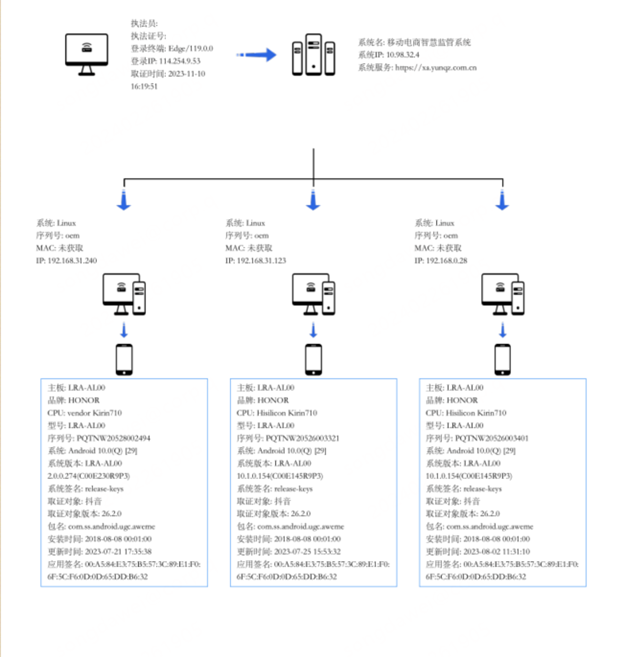 执法员:
执法证号:
登录终端: Edge/119.0.0
登录IP: 114.254.9.53
取证时间: 2023-11-10
16:19:51
系统名: 移动电商智慧监管系统
系统IP: 10.98.32.4
系统服务: https://sa.yunqz.com.cn
系统: Linux
序列号: oem
MAC: 未获取
IP: 192.168.31.240
系统: Linux
序列号: oem
MAC: 未获取
IP: 192.168.31.123
系统: Linux
序列号: oem
MAC: 未获取
IP: 192.168.0.28
主板: LRA-AL00
品牌: HONOR
CPU: vendor Kirin710
型号: LRA-AL00
序列号: PQTNW20528002494
系统: Android 10.0(Q) [29]
系统版本: LRA-AL00
2.0.0.274(C00E230R9P3)
系统签名: release-keys
取证对象: 抖音
取证对象版本: 26.2.0
包名: com.ss.android.ugc.aweme
安装时间: 2018-08-08 00:01:00
更新时间: 2023-07-21 17:35:38
应用签名: 00:A5:84:E3:75:B5:57:3C:89:E1:F0:
6F:5C:F6:0D:0D:65:DD:B6:32
主板: LRA-AL00
品牌: HONOR
CPU: Hisilicon Kirin710
型号: LRA-AL00
序列号: PQTNW20526003321
系统: Android 10.0(Q) [29]
系统版本: LRA-AL00
10.1.0.154(C00E145R9P3)
系统签名: release-keys
取证对象: 抖音
取证对象版本: 26.2.0
包名: com.ss.android.ugc.aweme
安装时间: 2018-08-08 00:01:00
更新时间: 2023-07-25 15:53:32
应用签名: 00:A5:84:E3:75:B5:57:3C:89:E1:F0:
6F:5C:F6:0D:0D:65:DD:B6:32
主板: LRA-AL00
品牌: HONOR
CPU: Hisilicon Kirin710
型号: LRA-AL00
序列号: PQTNW20526003401
系统: Android 10.0(Q) [29]
系统版本: LRA-AL00
10.1.0.154(C00E145R9P3)
系统签名: release-keys
取证对象: 抖音
取证对象版本: 26.2.0
包名: com.ss.android.ugc.aweme
安装时间: 2018-08-08 00:01:00
更新时间: 2023-08-02 11:31:10
应用签名: 00:A5:84:E3:75:B5:57:3C:89:E1:F0:
6F:5C:F6:0D:0D:65:DD:B6:32